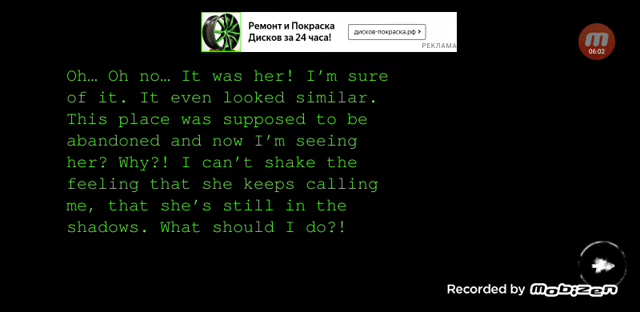 Ремонт и Покраска
Дисков за 24 часа!
дисков-покраска.рф
РЕКЛАМА
06:02
Oh… Oh no… It was her! I’m sure
of it. It even looked similar.
This place was supposed to be
abandoned and now I’m seeing
her? Why?! I can’t shake the
feeling that she keeps calling
me, that she’s still in the
shadows. What should I do?!
Recorded by Mobizen